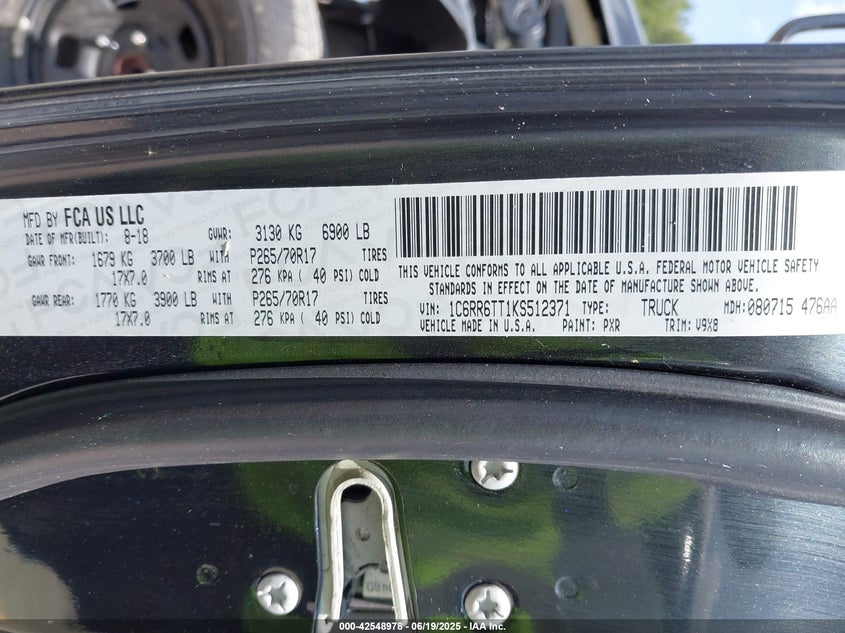 MFD BY FCA US LLC
DATE OF MFR(BUILT): 8-18 GVWR: 3130 KG 6900 LB
GAWR FRONT: 1679 KG 3700 LB WITH P265/70R17 TIRES
17X7.0 RIMS AT 276 KPA ( 40 PSI) COLD
GAWR REAR: 1770 KG 3900 LB WITH P265/70R17 TIRES
17X7.0 RIMS AT 276 KPA ( 40 PSI) COLD
THIS VEHICLE CONFORMS TO ALL APPLICABLE U.S.A. FEDERAL MOTOR VEHICLE SAFETY
STANDARDS IN EFFECT ON THE DATE OF MANUFACTURE SHOWN ABOVE.
VIN: 1C6RR6TT1KS512371 TYPE: TRUCK MDH:080715 476AA
VEHICLE MADE IN U.S.A. PAINT: PXR TRIM: V9X8
000-42548978 - 06/19/2025 - IAA Inc.